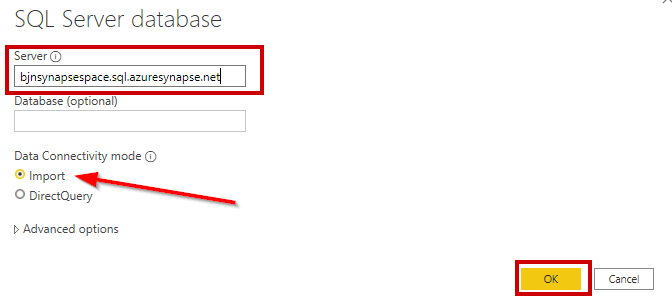 SQL Server database
Server
bjnsynapsespace.sql.azuresynapse.net
Database (optional)
Data Connectivity mode
Import
DirectQuery
Advanced options
OK Cancel